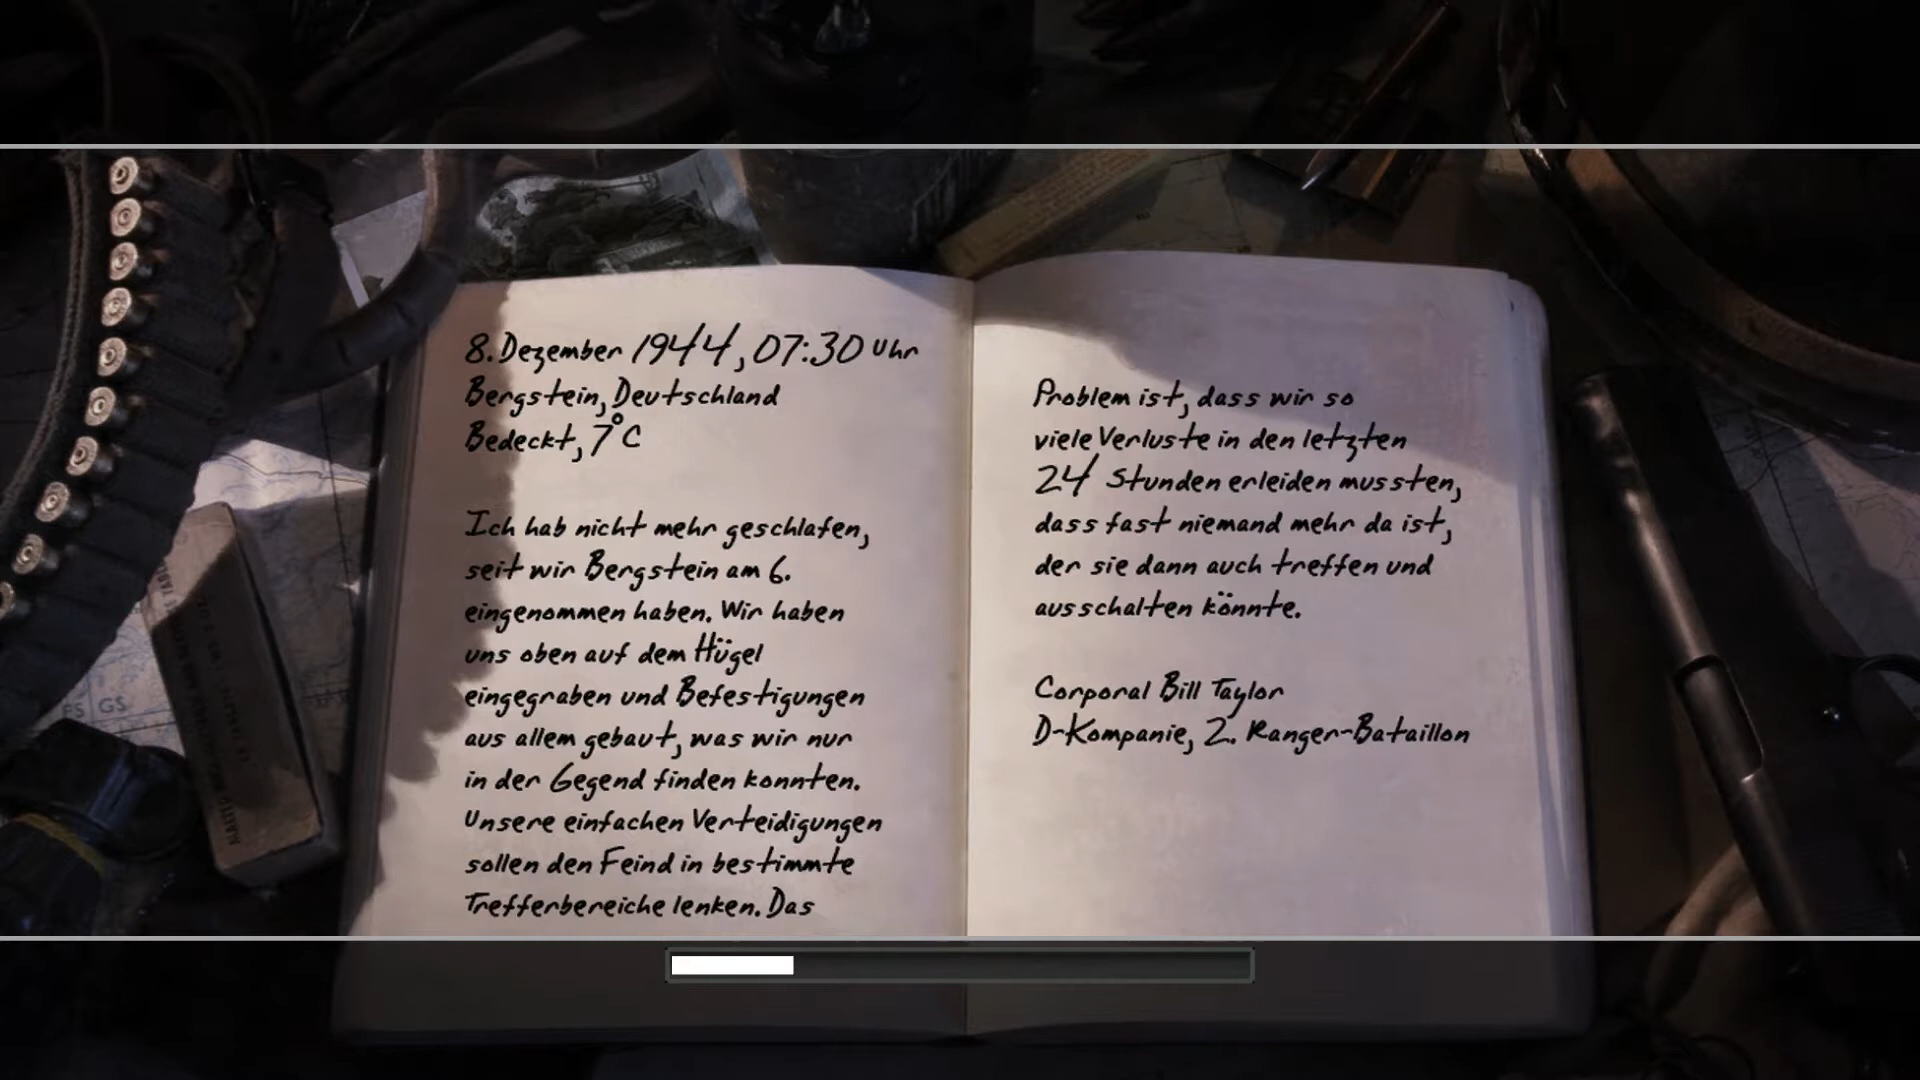 8. Dezember 1944, 07:30 Uhr
Bergstein, Deutschland
Bedeckt, 7°C
Ich hab nicht mehr geschlafen,
seit wir Bergstein am 6.
eingenommen haben. Wir haben
uns oben auf dem Hügel
eingegraben und Befestigungen
aus allem gebaut, was wir nur
in der Gegend finden konnten.
Unsere einfachen Verteidigungen
sollen den Feind in bestimmte
Trefferbereiche lenken. Das
Problem ist, dass wir so
viele Verluste in den letzten
24 Stunden erleiden mussten,
dass fast niemand mehr da ist,
der sie dann auch treffen und
ausschalten könnte.
Corporal Bill Taylor
D-Kompanie, 2. Ranger-Bataillon
GS